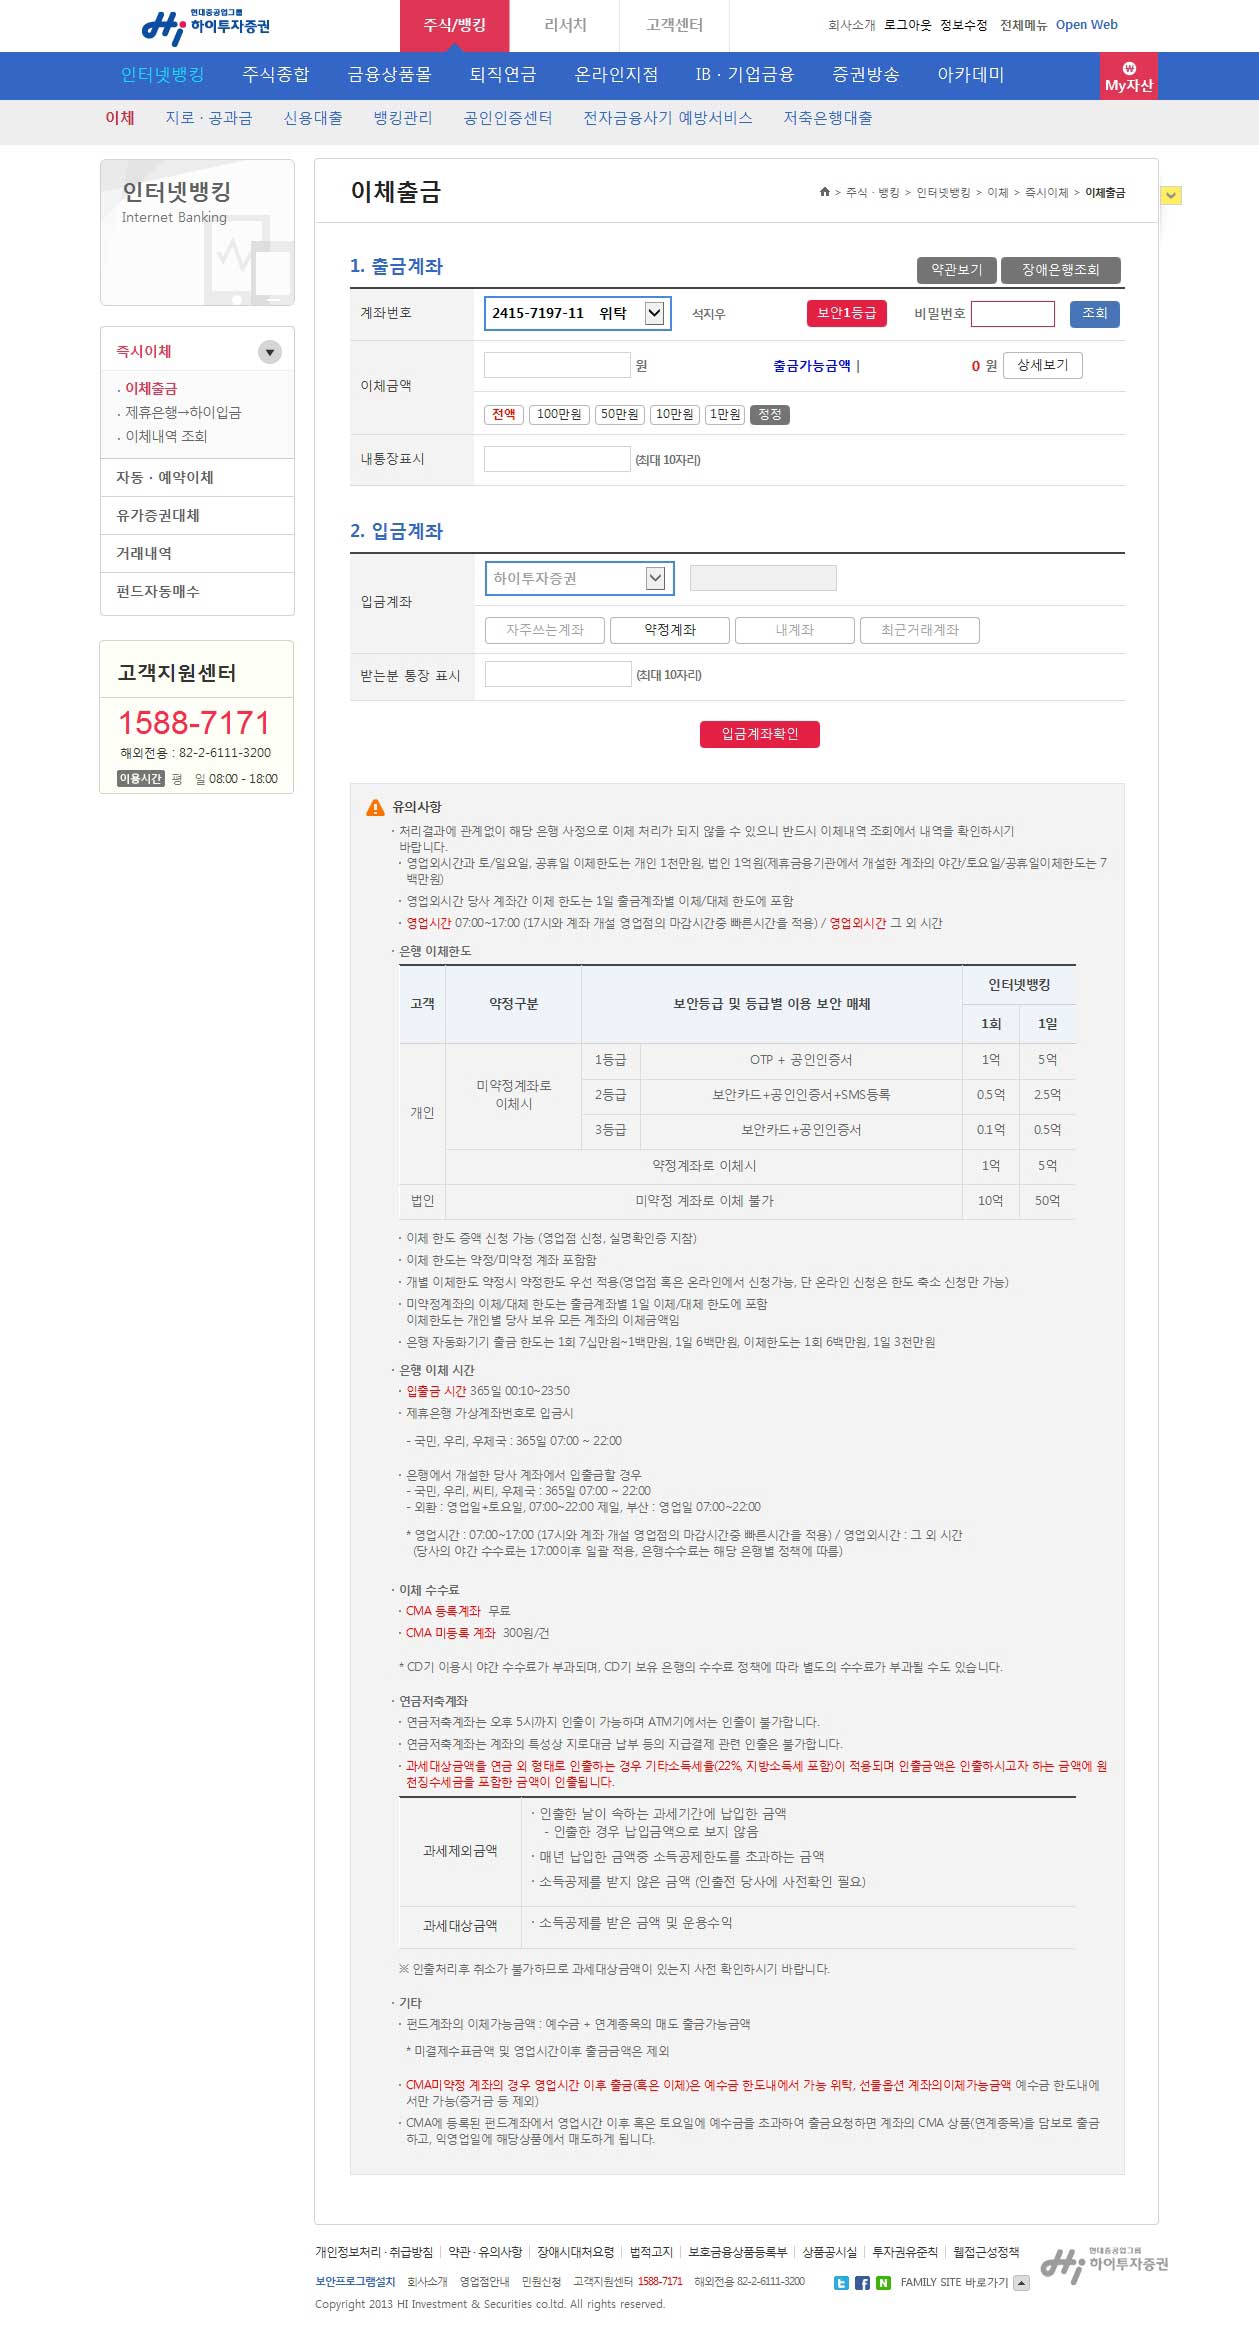 현대중공업그룹
하이투자증권
주식/뱅킹 리서치 고객센터
회사소개 로그아웃 정보수정 전체메뉴 Open Web
인터넷뱅킹 주식종합 금융상품몰 퇴직연금 온라인지점 IB · 기업금융 증권방송 아카데미
My자산
이체 지로 · 공과금 신용대출 뱅킹관리 공인인증센터 전자금융사기 예방서비스 저축은행대출
인터넷뱅킹
Internet Banking
즉시이체
· 이체출금
· 제휴은행→하이입금
· 이체내역 조회
자동 · 예약이체
유가증권대체
거래내역
펀드자동매수
고객지원센터
1588-7171
해외전용 : 82-2-6111-3200
이용시간 평 일 08:00 - 18:00
이체출금
> 주식 · 뱅킹 > 인터넷뱅킹 > 이체 > 즉시이체 > 이체출금
1. 출금계좌
약관보기 장애은행조회
계좌번호 2415-7197-11 위탁 석지우 보안1등급 비밀번호 조회
이체금액 원 출금가능금액 | 0 원 상세보기
전액 100만원 50만원 10만원 1만원 정정
내통장표시 (최대 10자리)
2. 입금계좌
입금계좌 하이투자증권
자주쓰는계좌 약정계좌 내계좌 최근거래계좌
받는분 통장 표시 (최대 10자리)
입금계좌확인
유의사항
· 처리결과에 관계없이 해당 은행 사정으로 이체 처리가 되지 않을 수 있으니 반드시 이체내역 조회에서 내역을 확인하시기
바랍니다.
· 영업외시간과 토/일요일, 공휴일 이체한도는 개인 1천만원, 법인 1억원(제휴금융기관에서 개설한 계좌의 야간/토요일/공휴일이체한도는 7
백만원)
· 영업외시간 당사 계좌간 이체 한도는 1일 출금계좌별 이체/대체 한도에 포함
· 영업시간 07:00~17:00 (17시와 계좌 개설 영업점의 마감시간중 빠른시간을 적용) / 영업외시간 그 외 시간
· 은행 이체한도
고객 약정구분 보안등급 및 등급별 이용 보안 매체 인터넷뱅킹
1회 1일
개인 미약정계좌로
이체시 1등급 OTP + 공인인증서 1억 5억
2등급 보안카드+공인인증서+SMS등록 0.5억 2.5억
3등급 보안카드+공인인증서 0.1억 0.5억
약정계좌로 이체시 1억 5억
법인 미약정 계좌로 이체 불가 10억 50억
· 이체 한도 증액 신청 가능 (영업점 신청, 실명확인증 지참)
· 이체 한도는 약정/미약정 계좌 포함함
· 개별 이체한도 약정시 약정한도 우선 적용(영업점 혹은 온라인에서 신청가능, 단 온라인 신청은 한도 축소 신청만 가능)
· 미약정계좌의 이체/대체 한도는 출금계좌별 1일 이체/대체 한도에 포함
이체한도는 개인별 당사 보유 모든 계좌의 이체금액임
· 은행 자동화기기 출금 한도는 1회 7십만원~1백만원, 1일 6백만원, 이체한도는 1회 6백만원, 1일 3천만원
· 은행 이체 시간
· 입출금 시간 365일 00:10~23:50
· 제휴은행 가상계좌번호로 입금시
- 국민, 우리, 우체국 : 365일 07:00 ~ 22:00
· 은행에서 개설한 당사 계좌에서 입출금할 경우
- 국민, 우리, 씨티, 우체국 : 365일 07:00 ~ 22:00
- 외환 : 영업일+토요일, 07:00~22:00 제일, 부산 : 영업일 07:00~22:00
* 영업시간 : 07:00~17:00 (17시와 계좌 개설 영업점의 마감시간중 빠른시간을 적용) / 영업외시간 : 그 외 시간
(당사의 야간 수수료는 17:00이후 일괄 적용, 은행수수료는 해당 은행별 정책에 따름)
· 이체 수수료
· CMA 등록계좌 무료
· CMA 미등록 계좌 300원/건
* CD기 이용시 야간 수수료가 부과되며, CD기 보유 은행의 수수료 정책에 따라 별도의 수수료가 부과될 수도 있습니다.
· 연금저축계좌
· 연금저축계좌는 오후 5시까지 인출이 가능하며 ATM기에서는 인출이 불가합니다.
· 연금저축계좌는 계좌의 특성상 지로대금 납부 등의 지급결제 관련 인출은 불가합니다.
· 과세대상금액을 연금 외 형태로 인출하는 경우 기타소득세율(22%, 지방소득세 포함)이 적용되며 인출금액은 인출하시고자 하는 금액에 원
천징수세금을 포함한 금액이 인출됩니다.
과세제외금액 · 인출한 날이 속하는 과세기간에 납입한 금액
- 인출한 경우 납입금액으로 보지 않음
· 매년 납입한 금액중 소득공제한도를 초과하는 금액
· 소득공제를 받지 않은 금액 (인출전 당사에 사전확인 필요)
과세대상금액 · 소득공제를 받은 금액 및 운용수익
※ 인출처리후 취소가 불가하므로 과세대상금액이 있는지 사전 확인하시기 바랍니다.
· 기타
· 펀드계좌의 이체가능금액 : 예수금 + 연계종목의 매도 출금가능금액
* 미결제수표금액 및 영업시간이후 출금금액은 제외
· CMA미약정 계좌의 경우 영업시간 이후 출금(혹은 이체)은 예수금 한도내에서 가능 위탁, 선물옵션 계좌의이체가능금액 예수금 한도내에
서만 가능(증거금 등 제외)
· CMA에 등록된 펀드계좌에서 영업시간 이후 혹은 토요일에 예수금을 초과하여 출금요청하면 계좌의 CMA 상품(연계종목)을 담보로 출금
하고, 익영업일에 해당상품에서 매도하게 됩니다.
개인정보처리 · 취급방침 약관 · 유의사항 장애시대처요령 법적고지 보호금융상품등록부 상품공시실 투자권유준칙 웹접근성정책
보안프로그램설치 회사소개 영업점안내 민원신청 고객지원센터 1588-7171 해외전용 82-2-6111-3200 FAMILY SITE 바로가기
Copyright 2013 HI Investment & Securities co.ltd. All rights reserved.
현대중공업그룹
하이투자증권